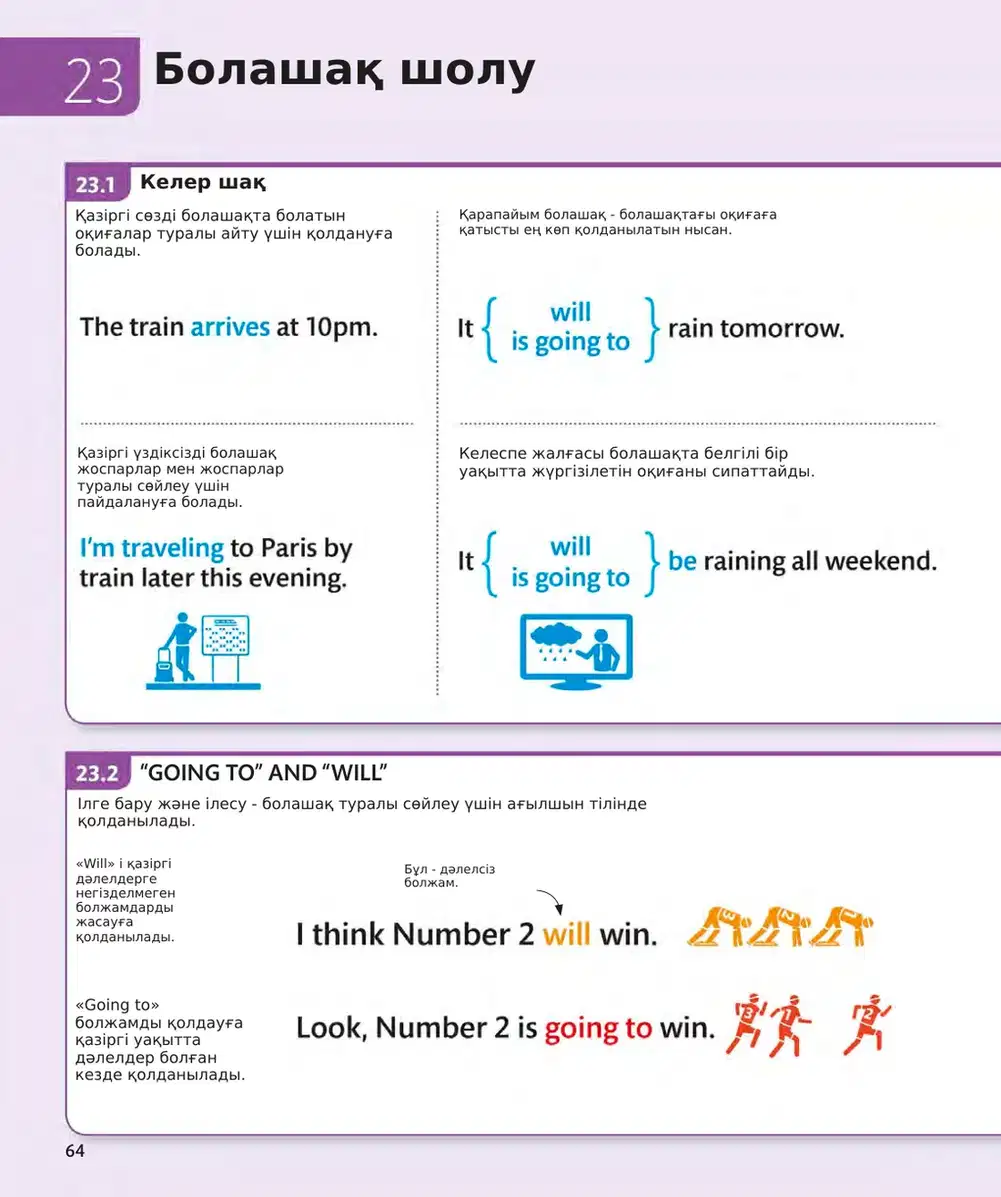 23
Болашақ шолу
23.1 Келер шақ
Қазіргі сөзді болашақта болатын
оқиғалар туралы айту үшін қолдануға
болады.
The train arrives at 10pm.
Қарапайым болашақ - болашақтағы оқиғаға
қатысты ең көп қолданылатын нысан.
will
It { } rain tomorrow.
is going to
Қазіргі үздіксізді болашақ
жоспарлар мен жоспарлар
туралы сөйлеу үшін
пайдалануға болады.
I'm traveling to Paris by
train later this evening.
Келеспе жалғасы болашақта белгілі бір
уақытта жүргізілетін оқиғаны сипаттайды.
will
It { } be raining all weekend.
is going to
23.2 “GOING TO” AND “WILL”
Ілге бару және ілесу - болашақ туралы сөйлеу үшін ағылшын тілінде
қолданылады.
«Will» і қазіргі
дәлелдерге
негізделмеген
болжамдарды
жасауға
қолданылады.
Бұл - дәлелсіз
болжам.
I think Number 2 will win.
3 2 1
«Going to»
болжамды қолдауға
қазіргі уақытта
дәлелдер болған
кезде қолданылады.
Look, Number 2 is going to win.
3 1 2
64